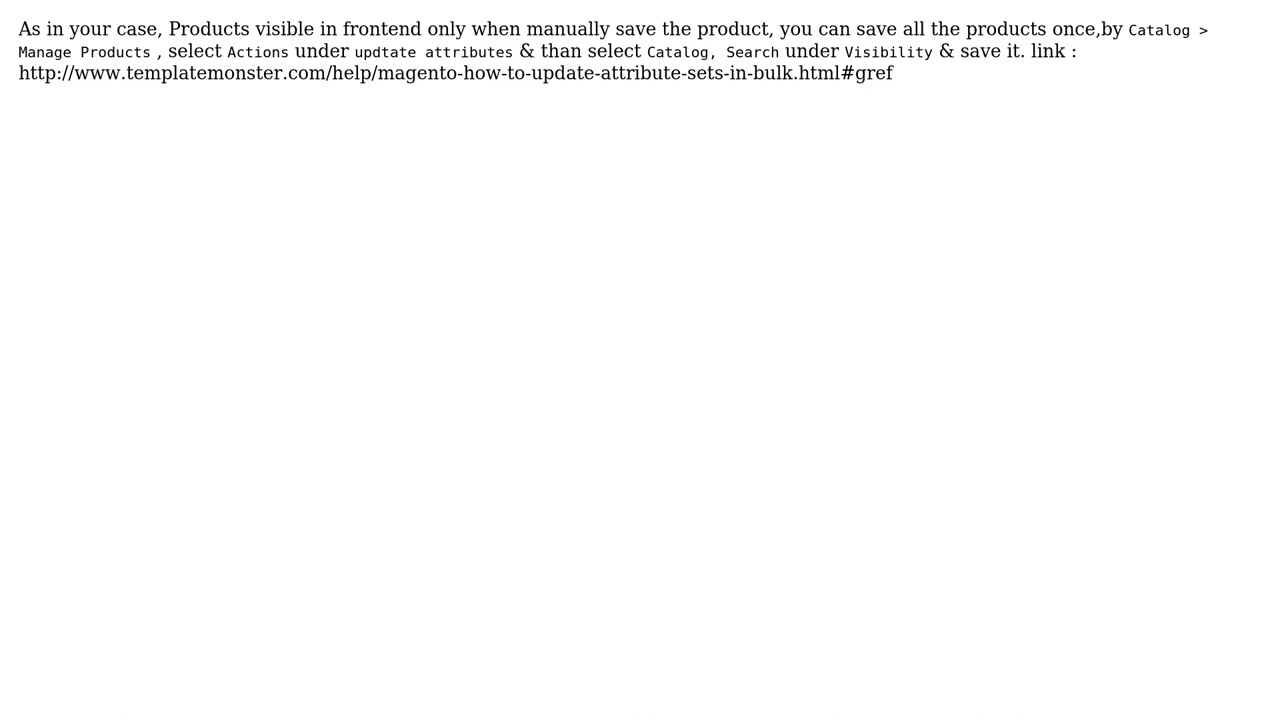 As in your case, Products visible in frontend only when manually save the product, you can save all the products once,by Catalog >
Manage Products , select Actions under updtate attributes & than select Catalog, Search under Visibility & save it. link :
http://www.templatemonster.com/help/magento-how-to-update-attribute-sets-in-bulk.html#gref